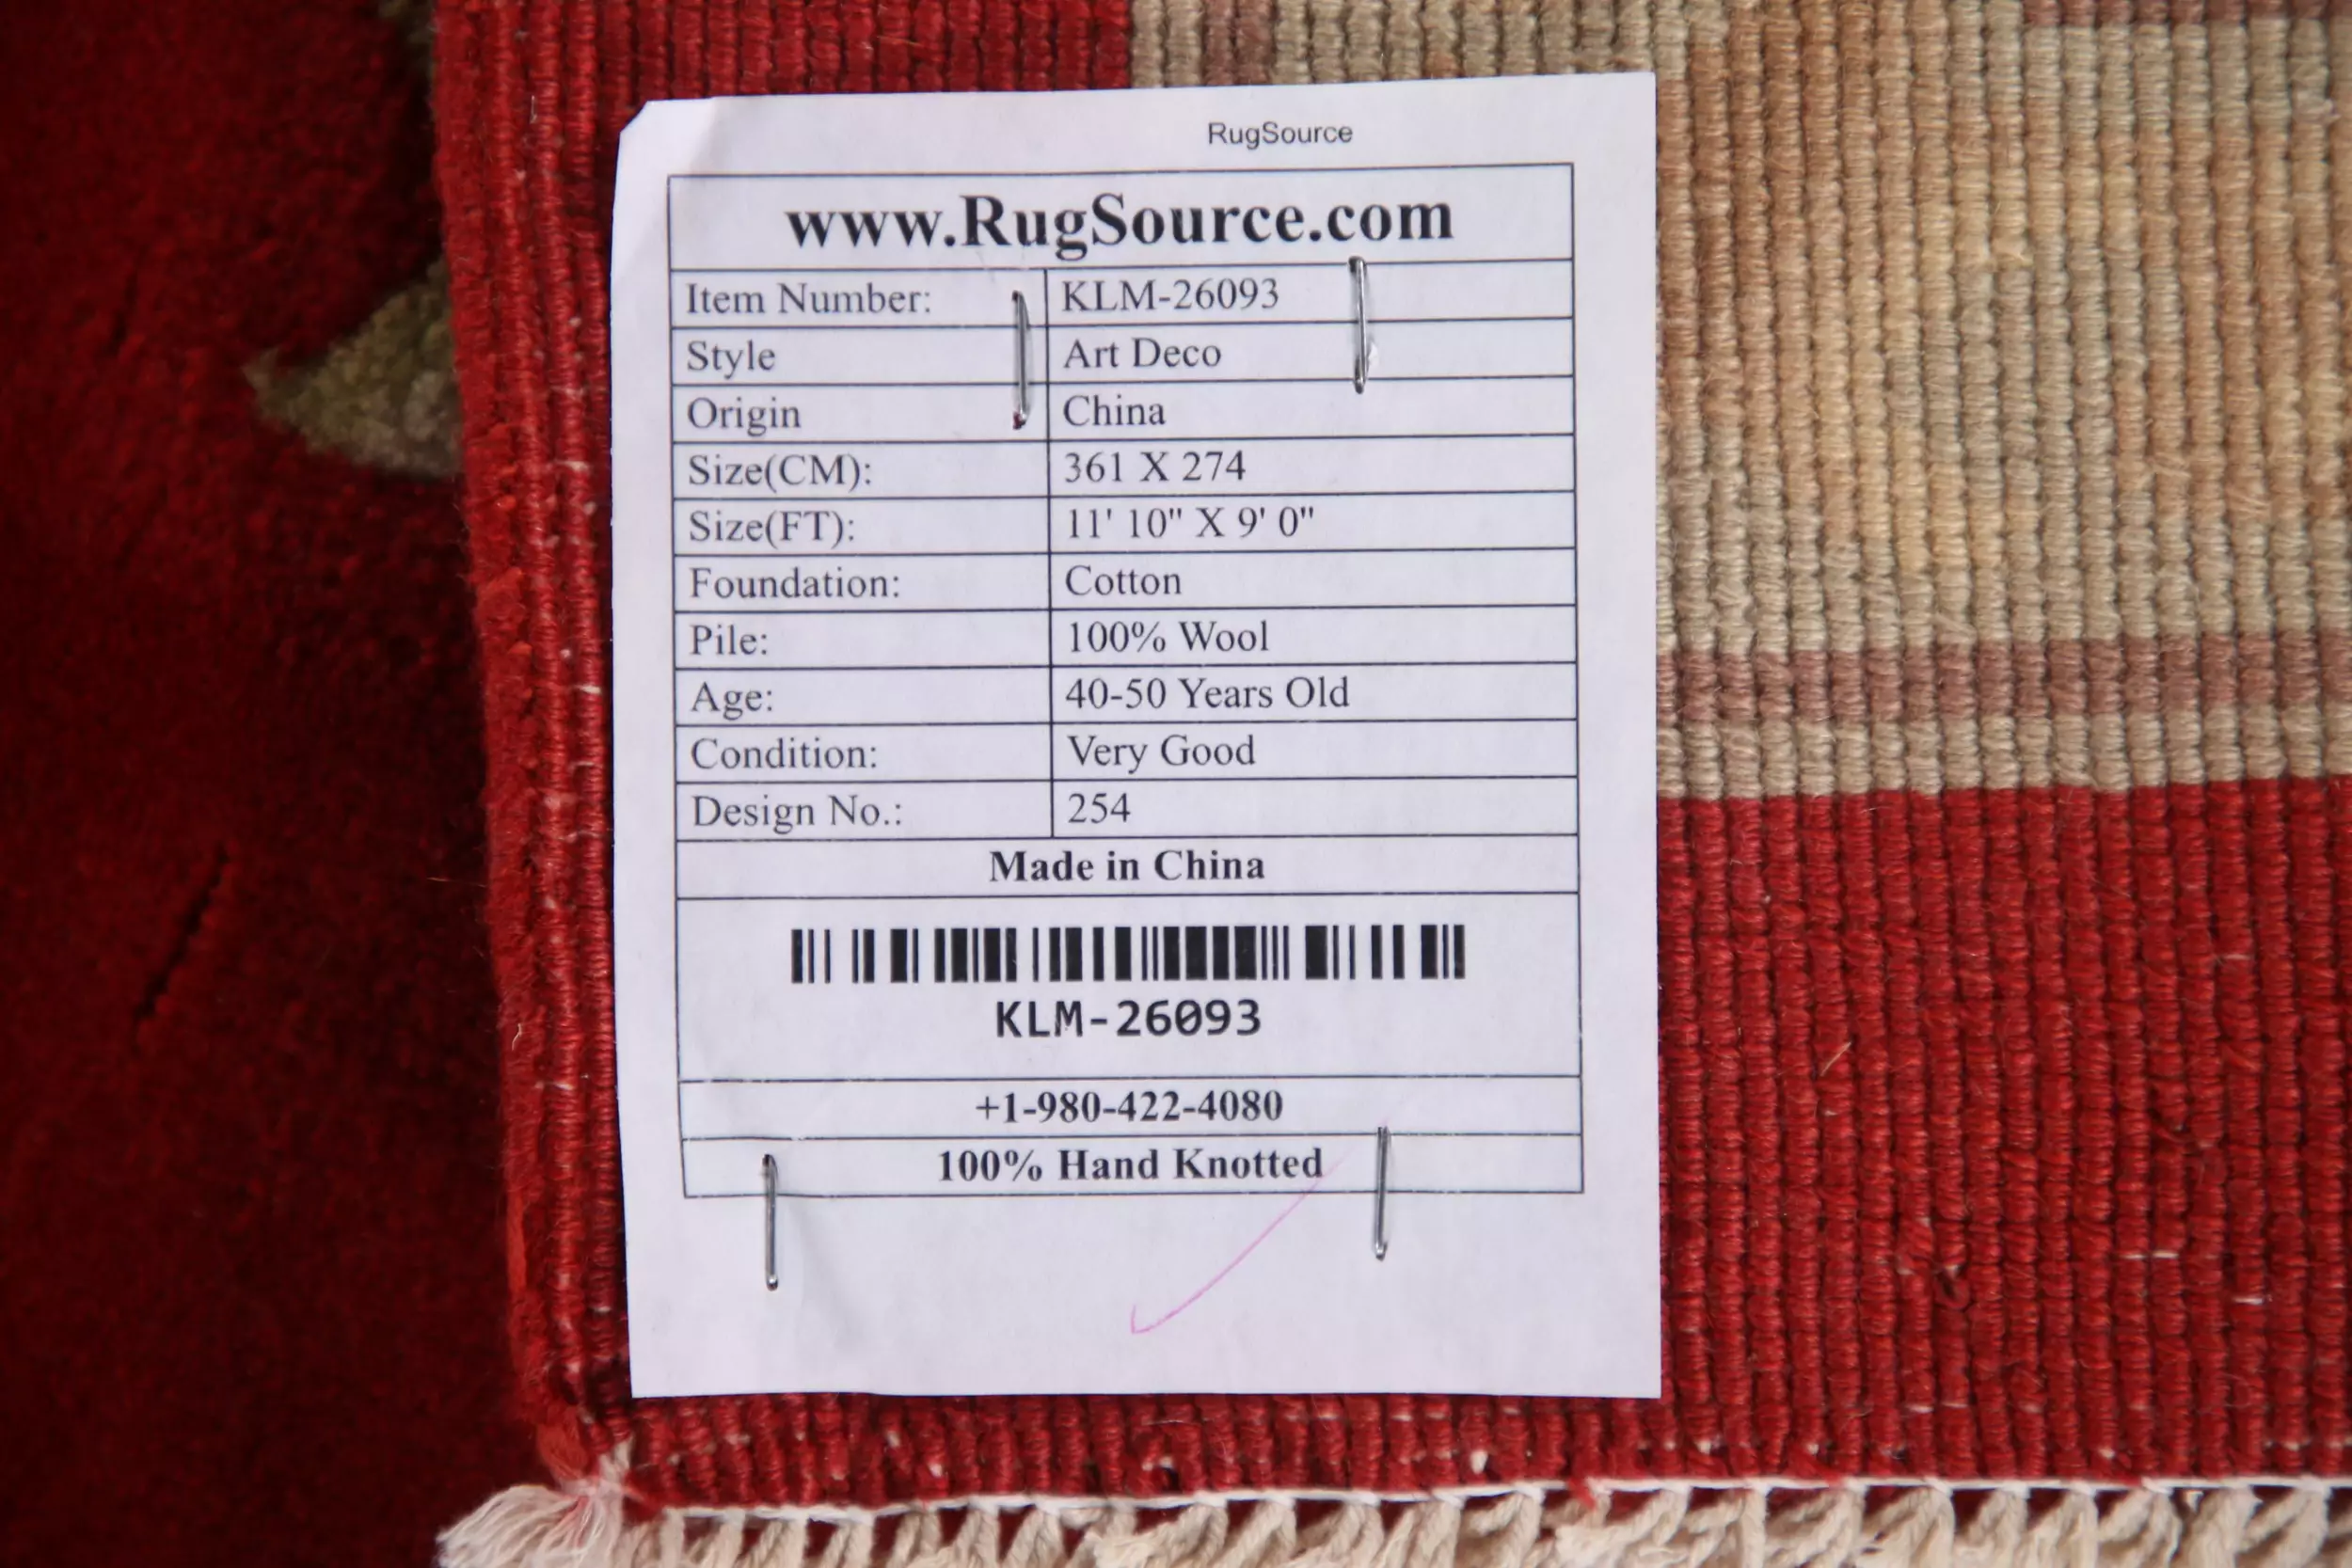 RugSource
www.RugSource.com
Item Number: KLM-26093
Style Art Deco
Origin China
Size(CM): 361 X 274
Size(FT): 11' 10" X 9' 0"
Foundation: Cotton
Pile: 100% Wool
Age: 40-50 Years Old
Condition: Very Good
Design No.: 254
Made in China
KLM-26093
+1-980-422-4080
100% Hand Knotted